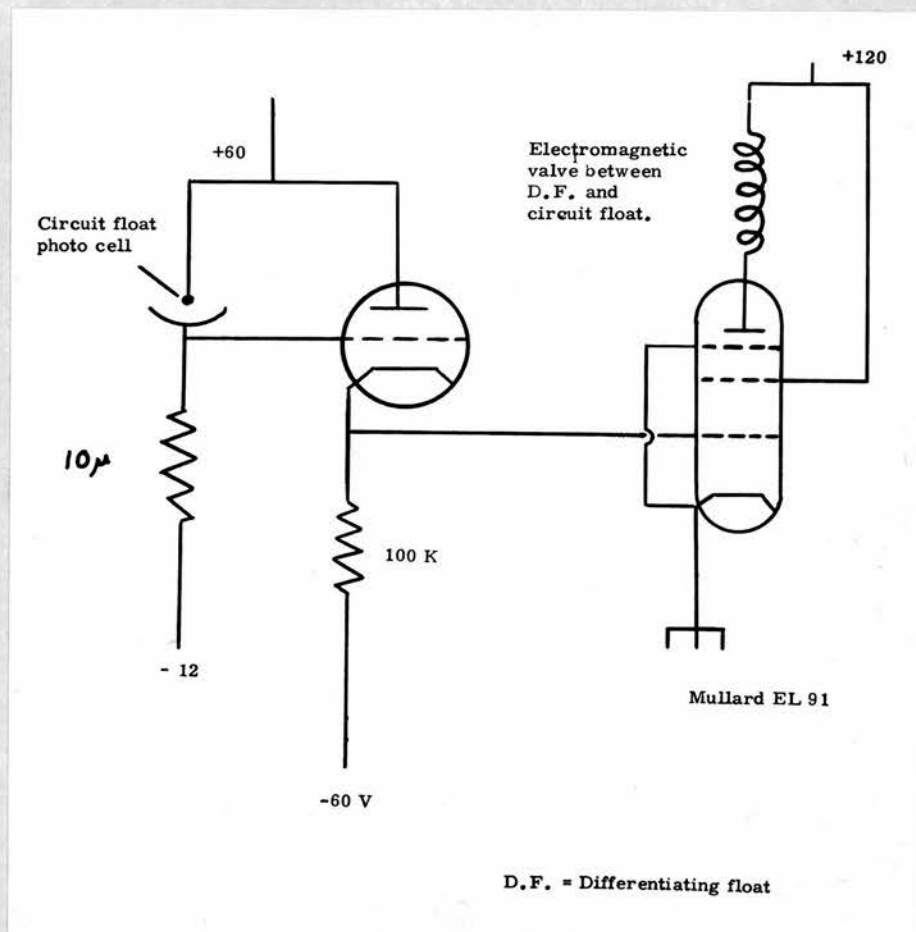 +120
+60
Electromagnetic
valve between
D.F. and
circuit float.
Circuit float
photo cell
10μ
100 K
- 12
Mullard EL 91
-60 V
D.F. = Differentiating float